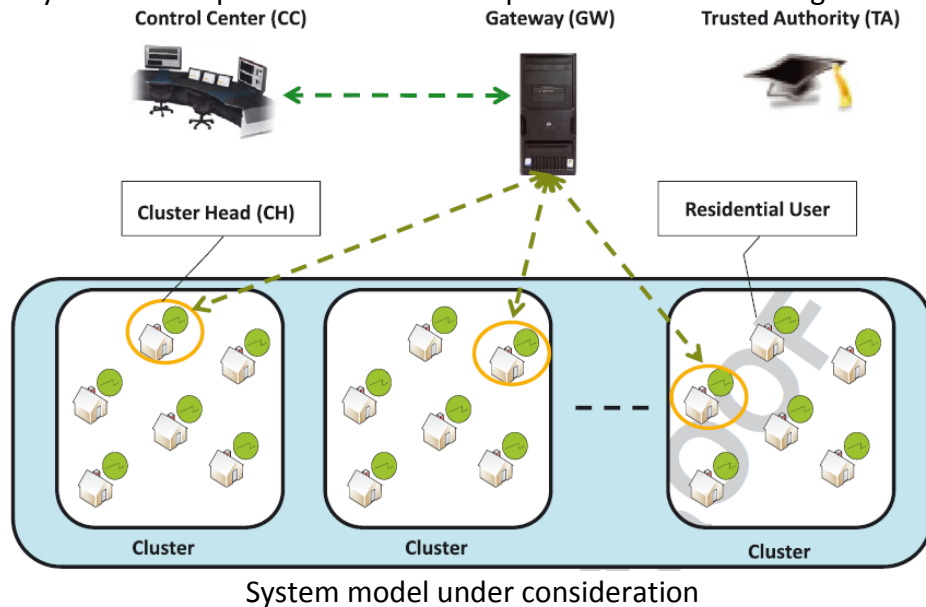 Control Center (CC)
Gateway (GW)
Trusted Authority (TA)
Cluster Head (CH)
Residential User
Cluster
Cluster
Cluster
OOF
System model under consideration